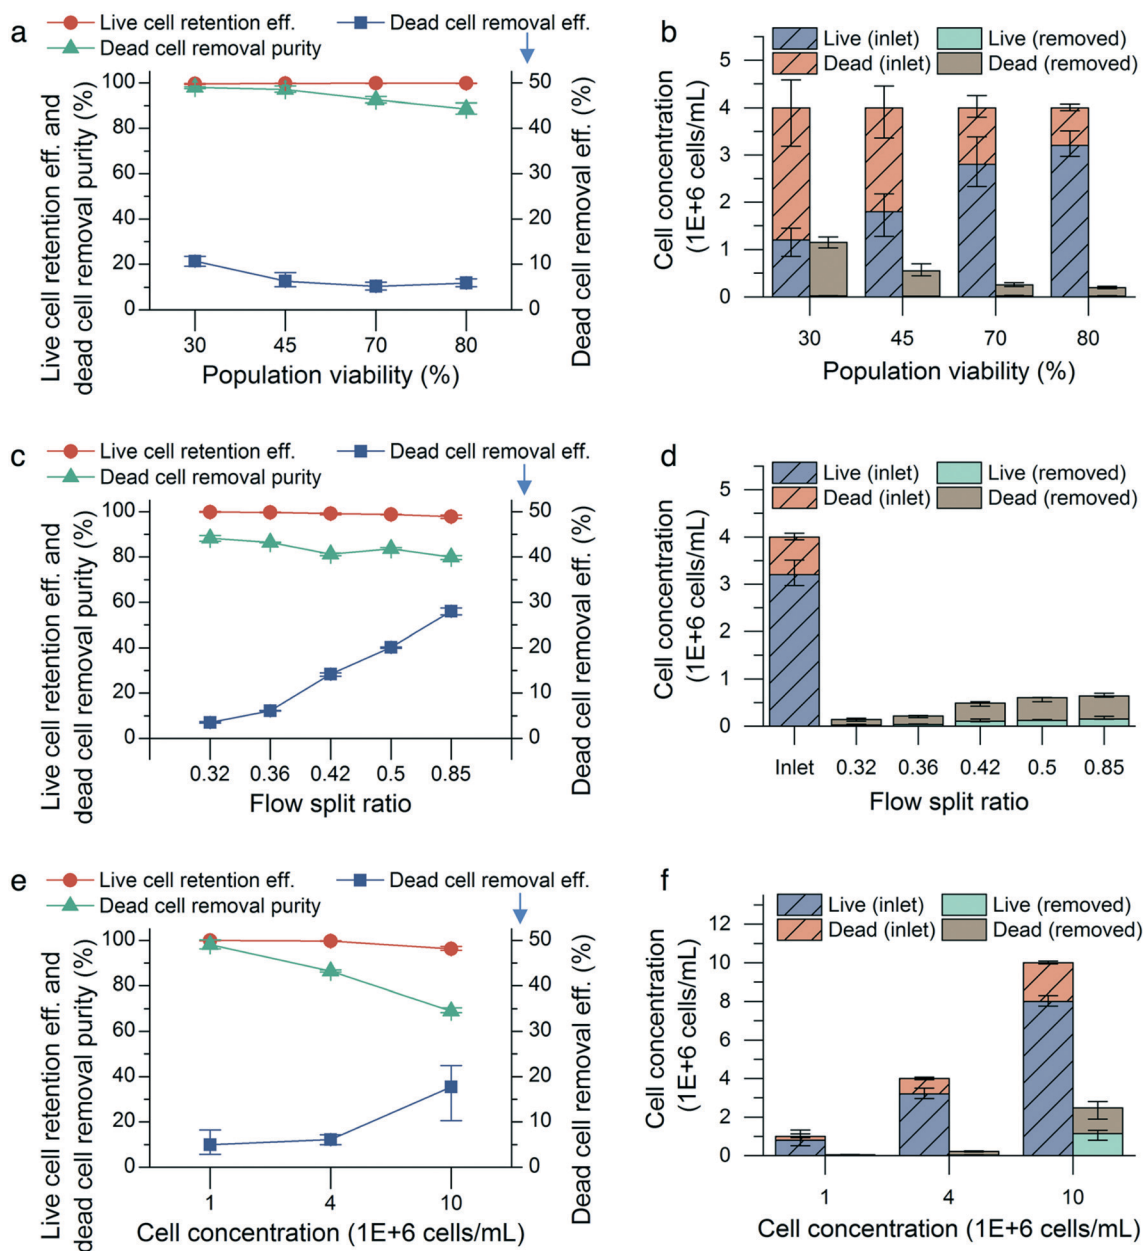 a
Live cell retention eff.
Dead cell removal eff.
Dead cell removal purity
Live cell retention eff. and
dead cell removal purity (%)
100
80
60
40
20
0
50
40
30
20
10
0
Dead cell removal eff. (%)
30 45 70 80
Population viability (%)
b
Live (inlet) Live (removed)
Dead (inlet) Dead (removed)
Cell concentration
(1E+6 cells/mL)
5
4
3
2
1
0
30 45 70 80
Population viability (%)
c
Live cell retention eff.
Dead cell removal eff.
Dead cell removal purity
Live cell retention eff. and
dead cell removal purity (%)
100
80
60
40
20
0
50
40
30
20
10
0
Dead cell removal eff. (%)
0.32 0.36 0.42 0.5 0.85
Flow split ratio
d
Live (inlet) Live (removed)
Dead (inlet) Dead (removed)
Cell concentration
(1E+6 cells/mL)
5
4
3
2
1
0
Inlet 0.32 0.36 0.42 0.5 0.85
Flow split ratio
e
Live cell retention eff.
Dead cell removal eff.
Dead cell removal purity
Live cell retention eff. and
dead cell removal purity (%)
100
80
60
40
20
0
50
40
30
20
10
0
Dead cell removal eff. (%)
1 4 10
Cell concentration (1E+6 cells/mL)
f
Live (inlet) Live (removed)
Dead (inlet) Dead (removed)
Cell concentration
(1E+6 cells/mL)
12
10
8
6
4
2
0
1 4 10
Cell concentration (1E+6 cells/mL)